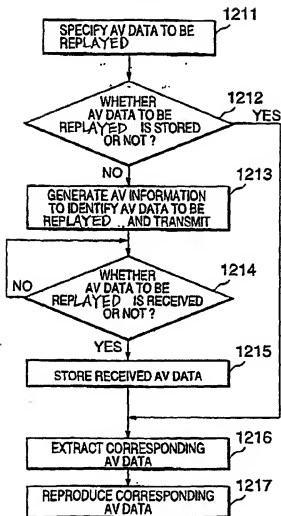 1211
SPECIFY AV DATA TO BE
REPLAYED
1212
WHETHER
AV DATA TO BE
REPLAYED IS STORED
OR NOT ?
YES
NO
1213
GENERATE AV INFORMATION
TO IDENTIFY AV DATA TO BE
REPLAYED AND TRANSMIT
1214
WHETHER
AV DATA TO BE
REPLAYED IS RECEIVED
OR NOT ?
NO
YES
1215
STORE RECEIVED AV DATA
1216
EXTRACT CORRESPONDING
AV DATA
1217
REPRODUCE CORRESPONDING
AV DATA